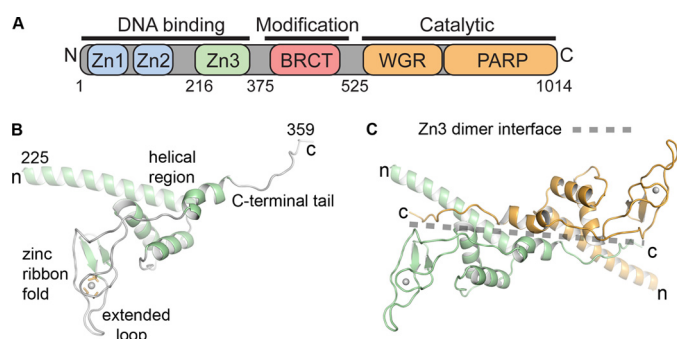 A
DNA binding Modification Catalytic
N Zn1 Zn2 Zn3 BRCT WGR PARP C
1 216 375 525 1014
B
225
n
helical
region
359
c
C-terminal tail
zinc
ribbon
fold
extended
loop
C
Zn3 dimer interface
n
c
c
n